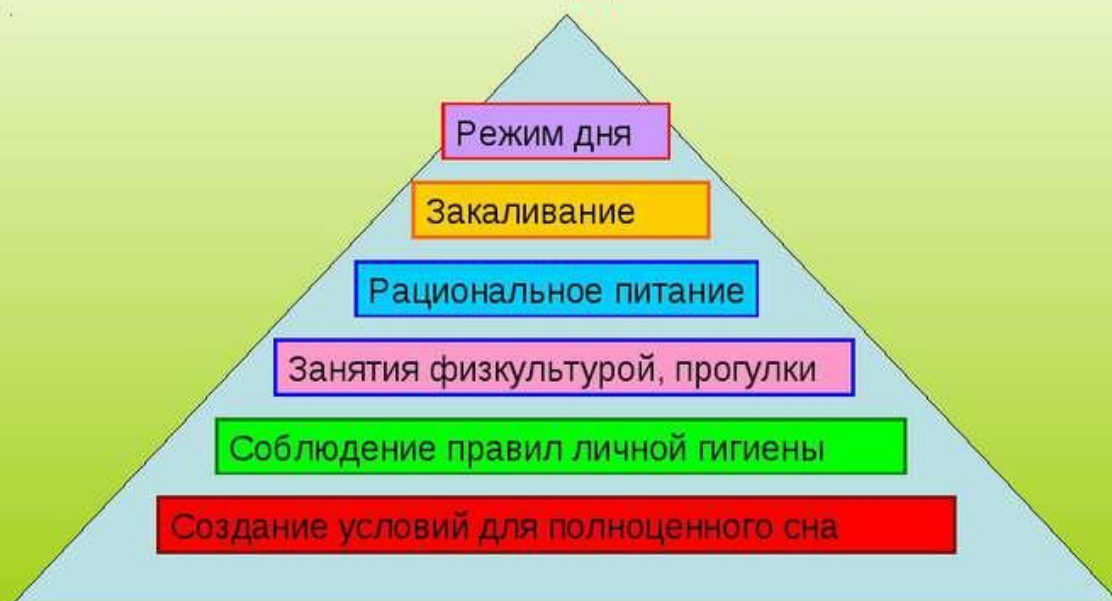 Режим дня
Закаливание
Рациональное питание
Занятия физкультурой, прогулки
Соблюдение правил личной гигиены
Создание условий для полноценного сна